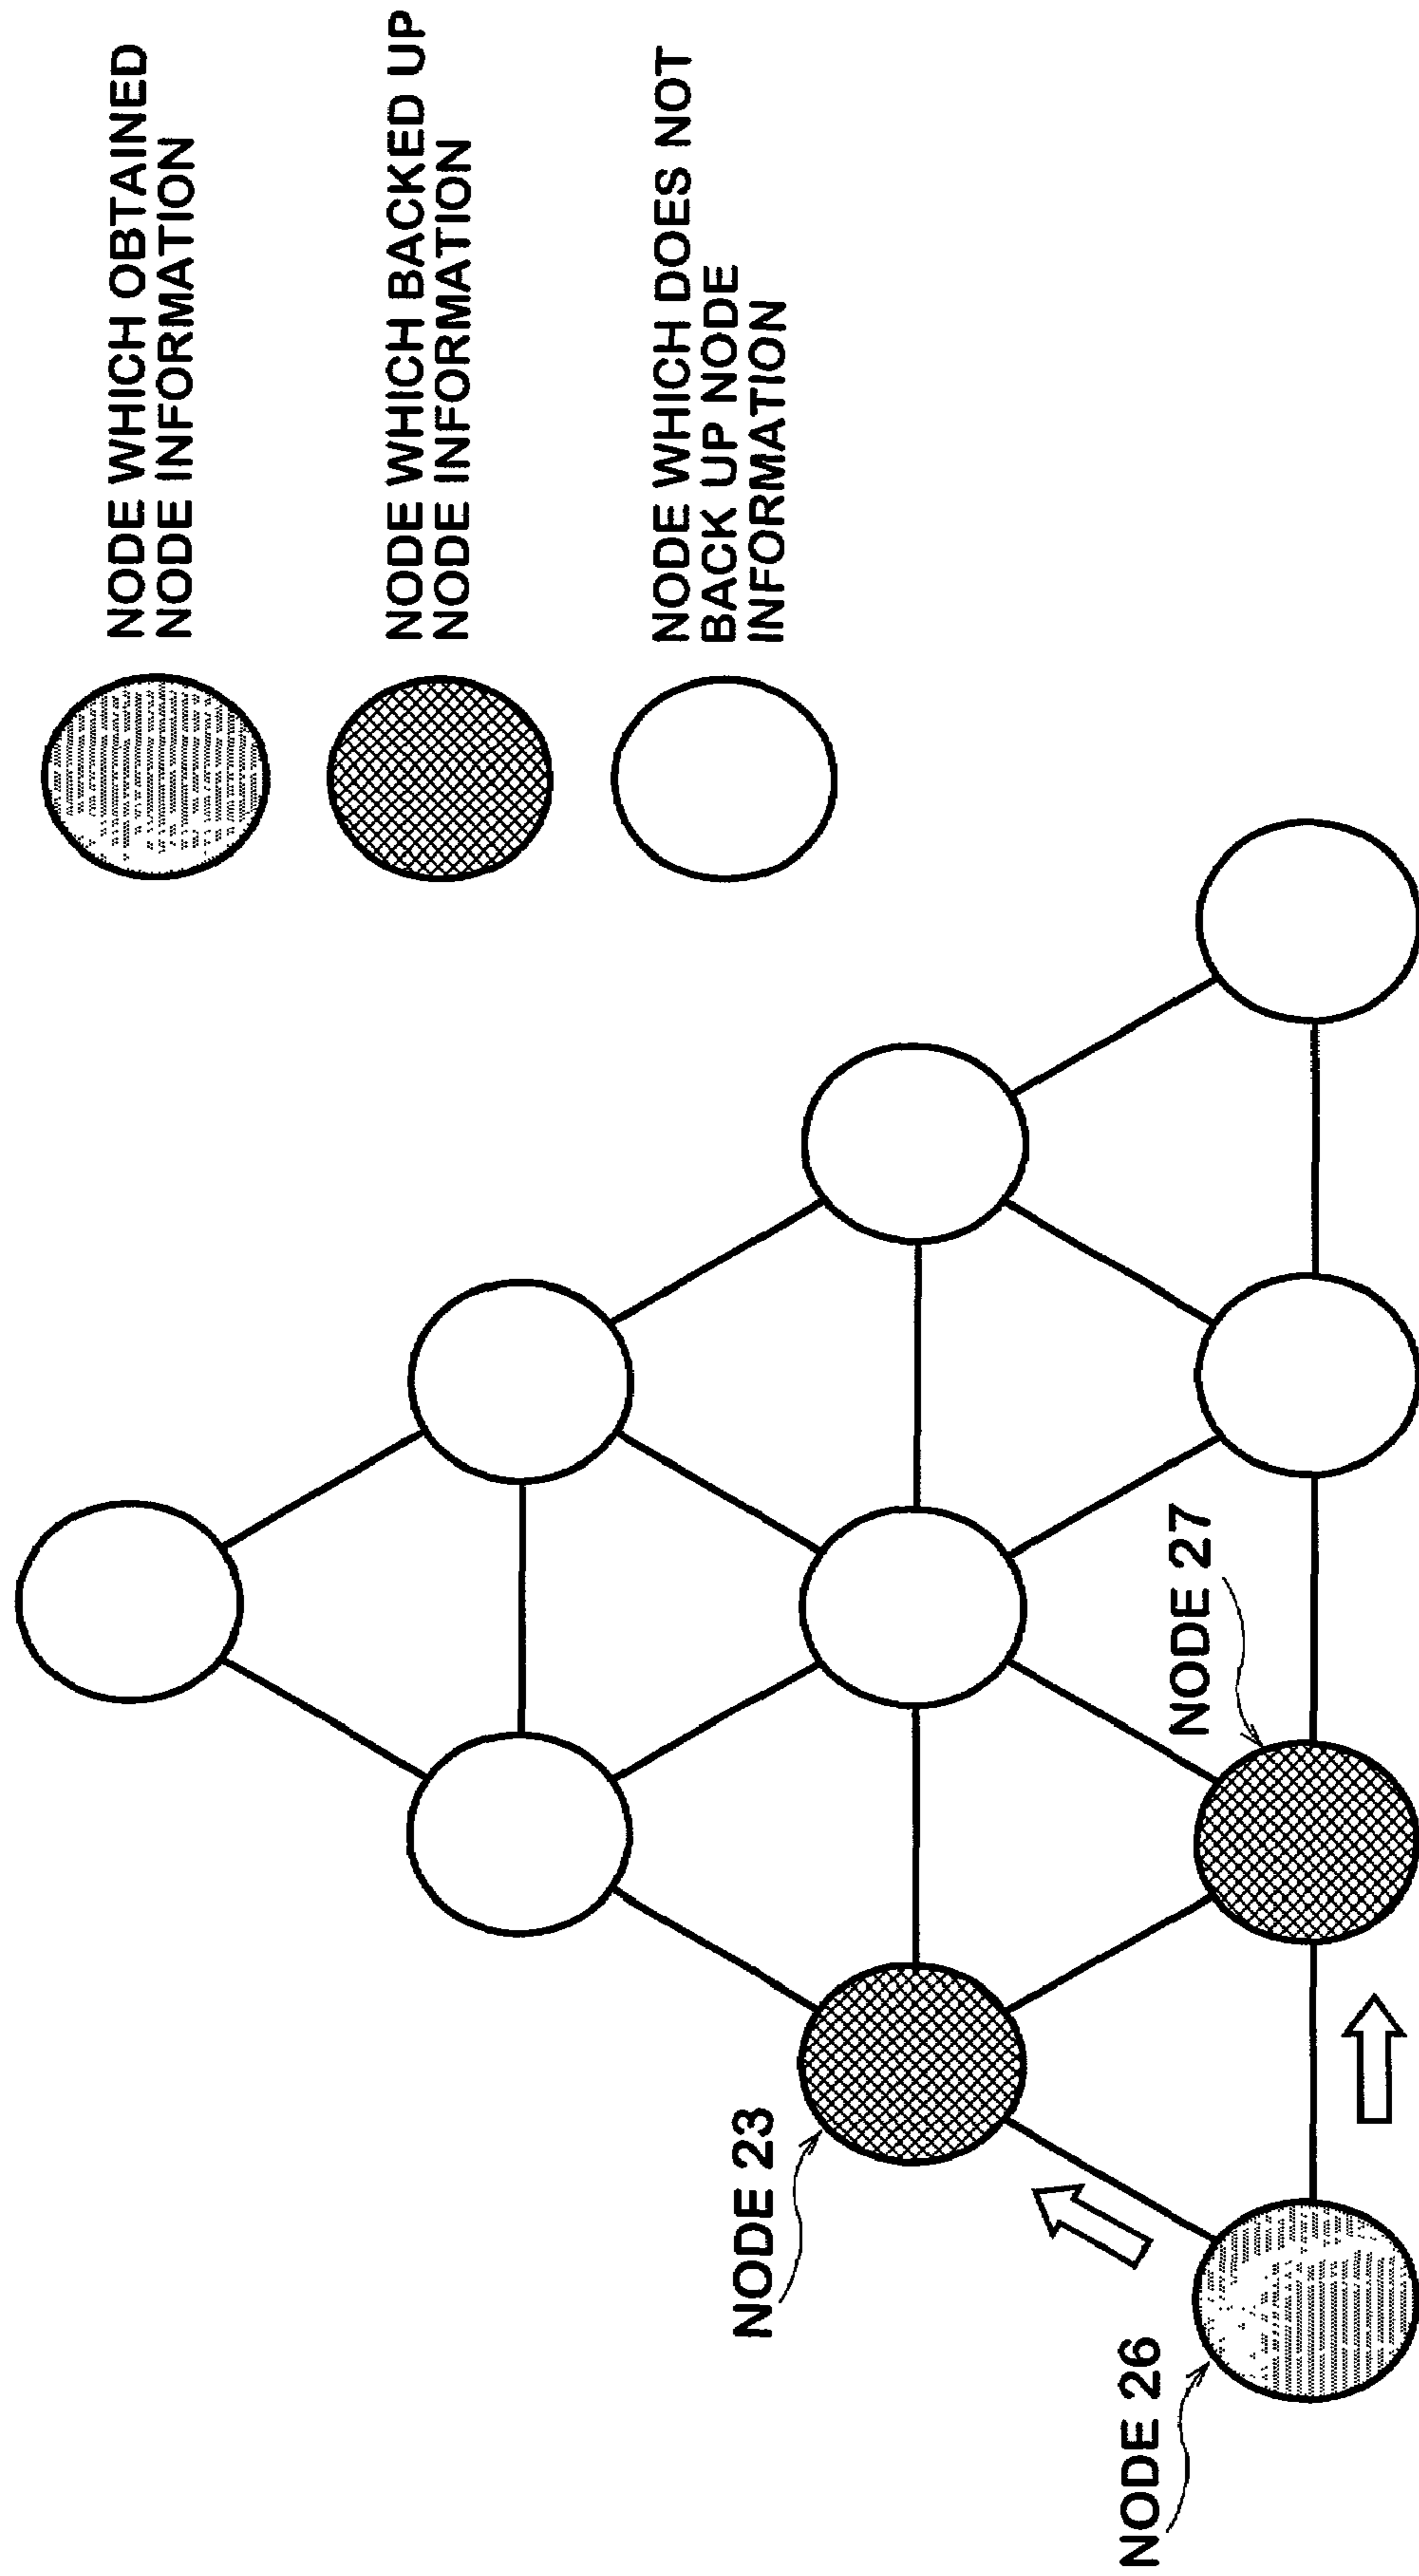 NODE WHICH OBTAINED
NODE INFORMATION
NODE WHICH BACKED UP
NODE INFORMATION
NODE WHICH DOES NOT
BACK UP NODE
INFORMATION
NODE 27
NODE 23
NODE 26